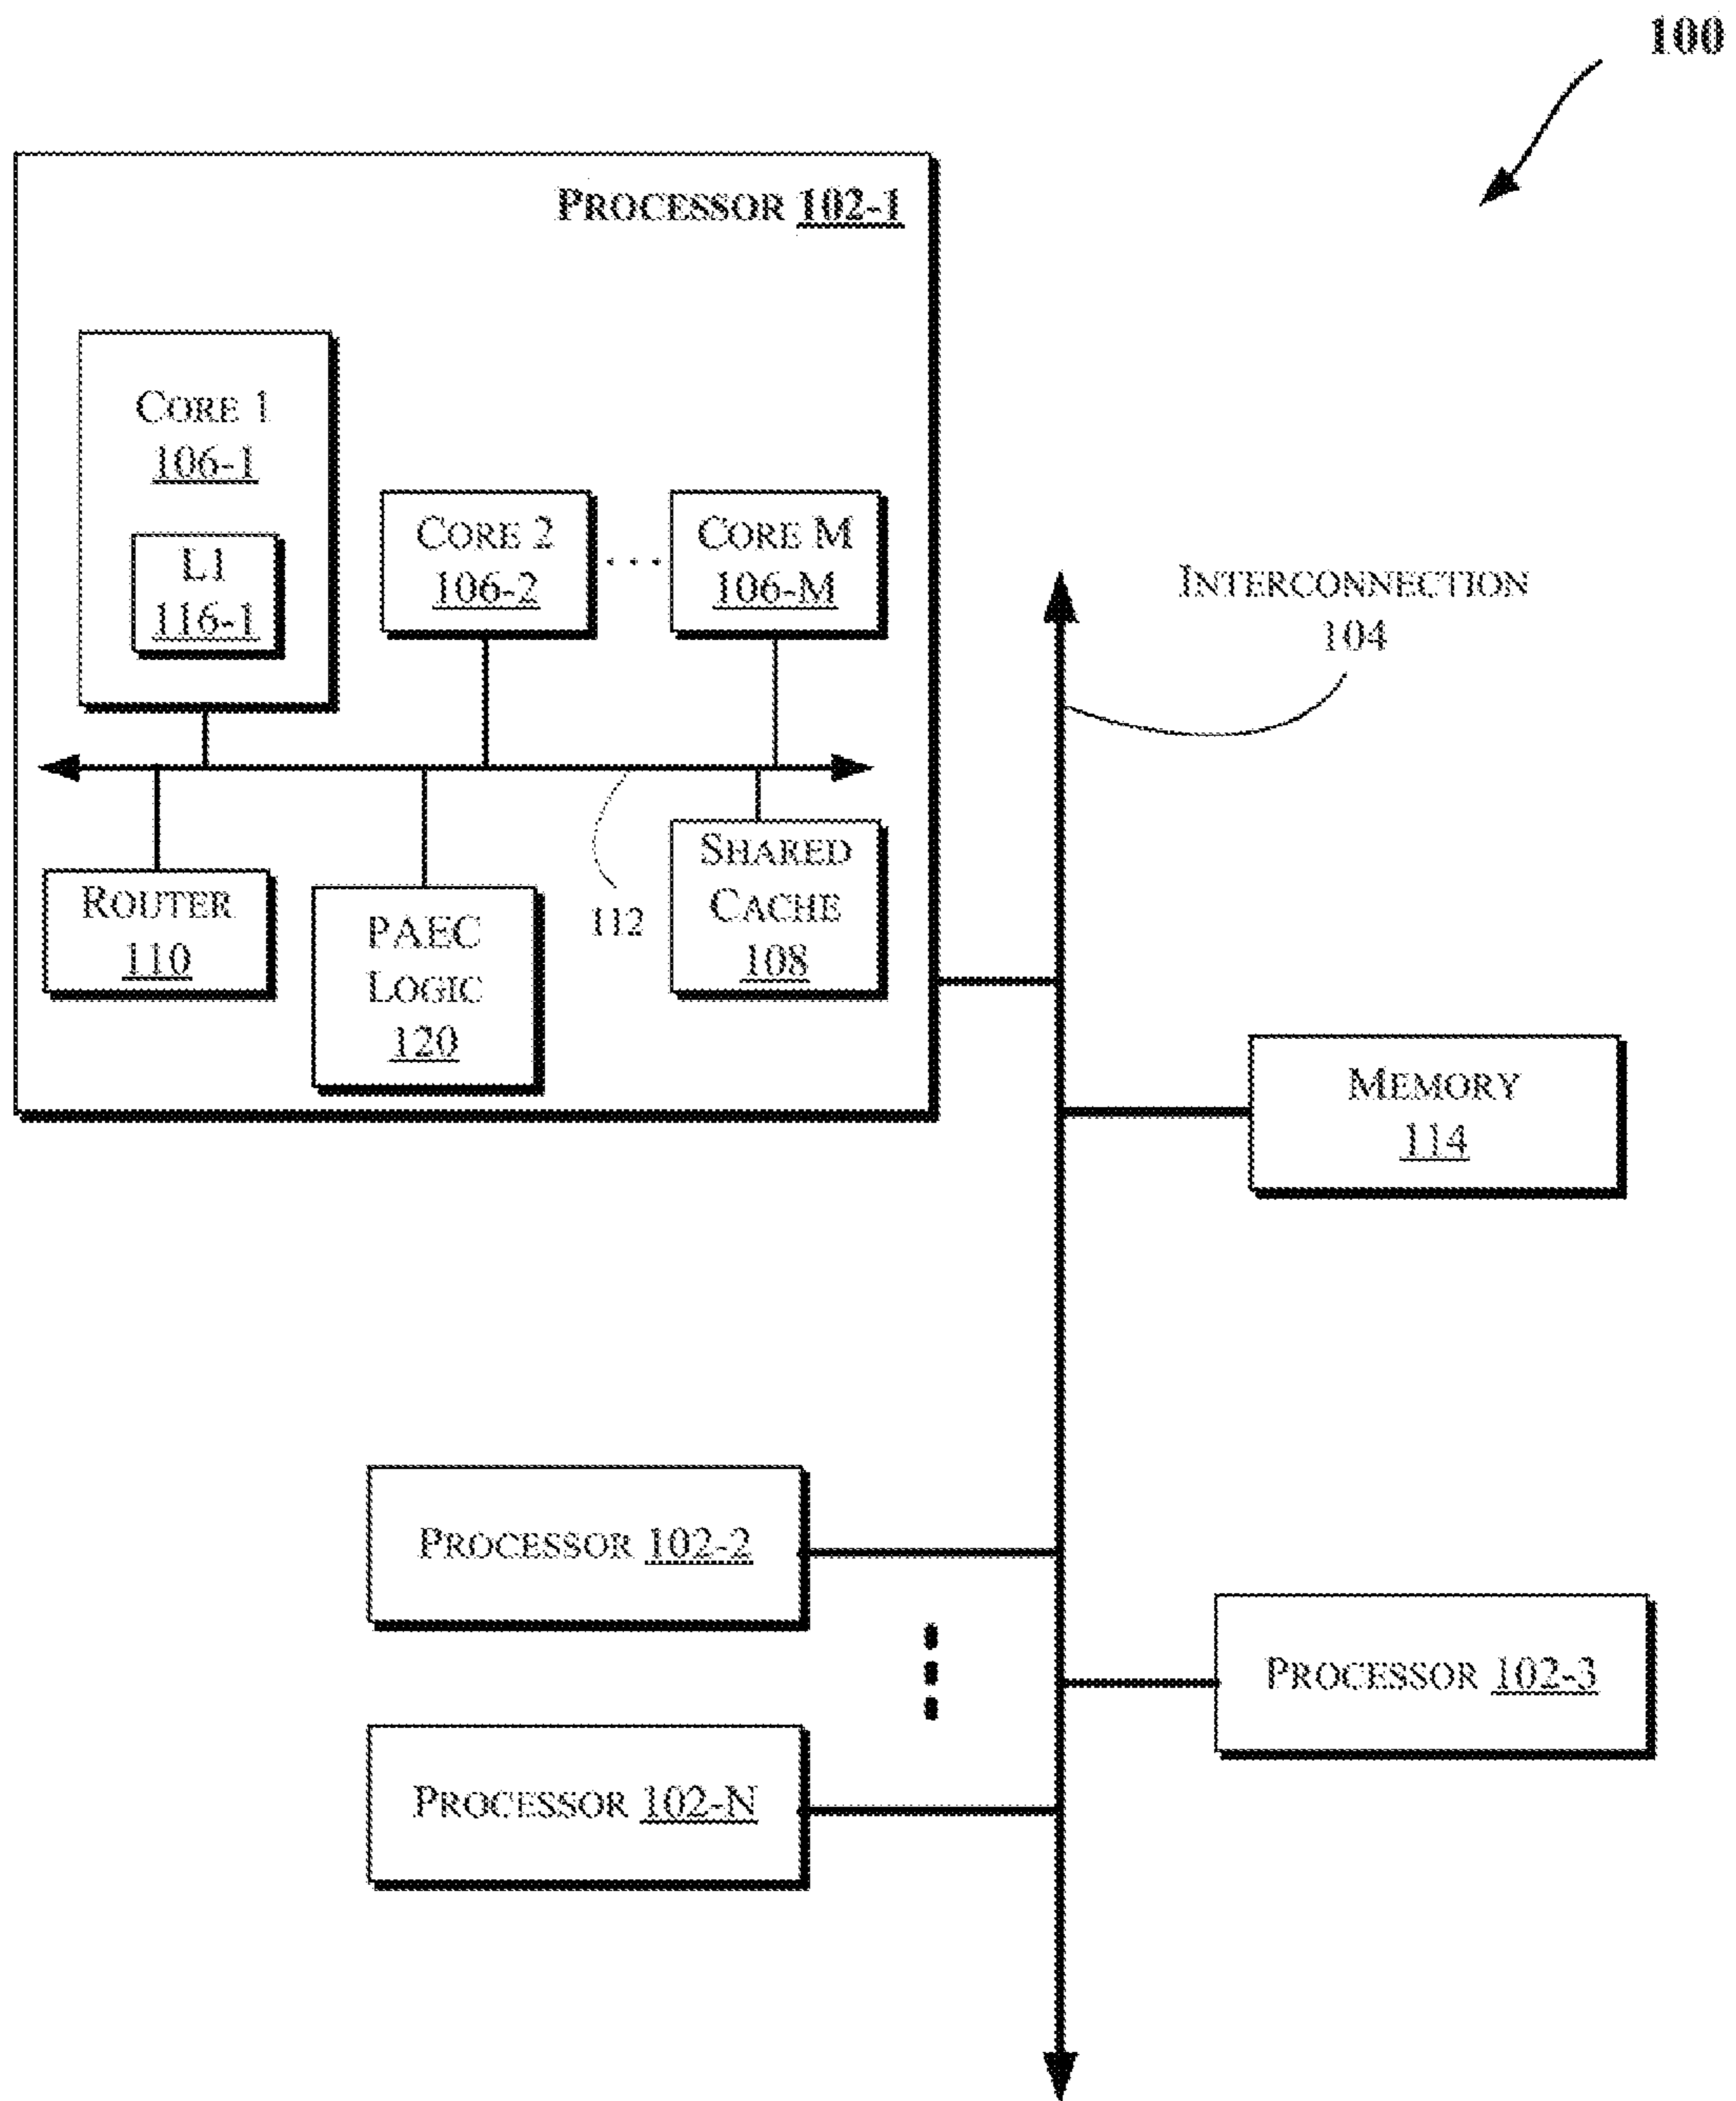 100
PROCESSOR 102-1
CORE 1
106-1
L1
116-1
CORE 2
106-2
. . .
CORE M
106-M
INTERCONNECTION
104
ROUTER
110
PAEC
LOGIC
120
112
SHARED
CACHE
108
MEMORY
114
PROCESSOR 102-2
PROCESSOR 102-3
PROCESSOR 102-N